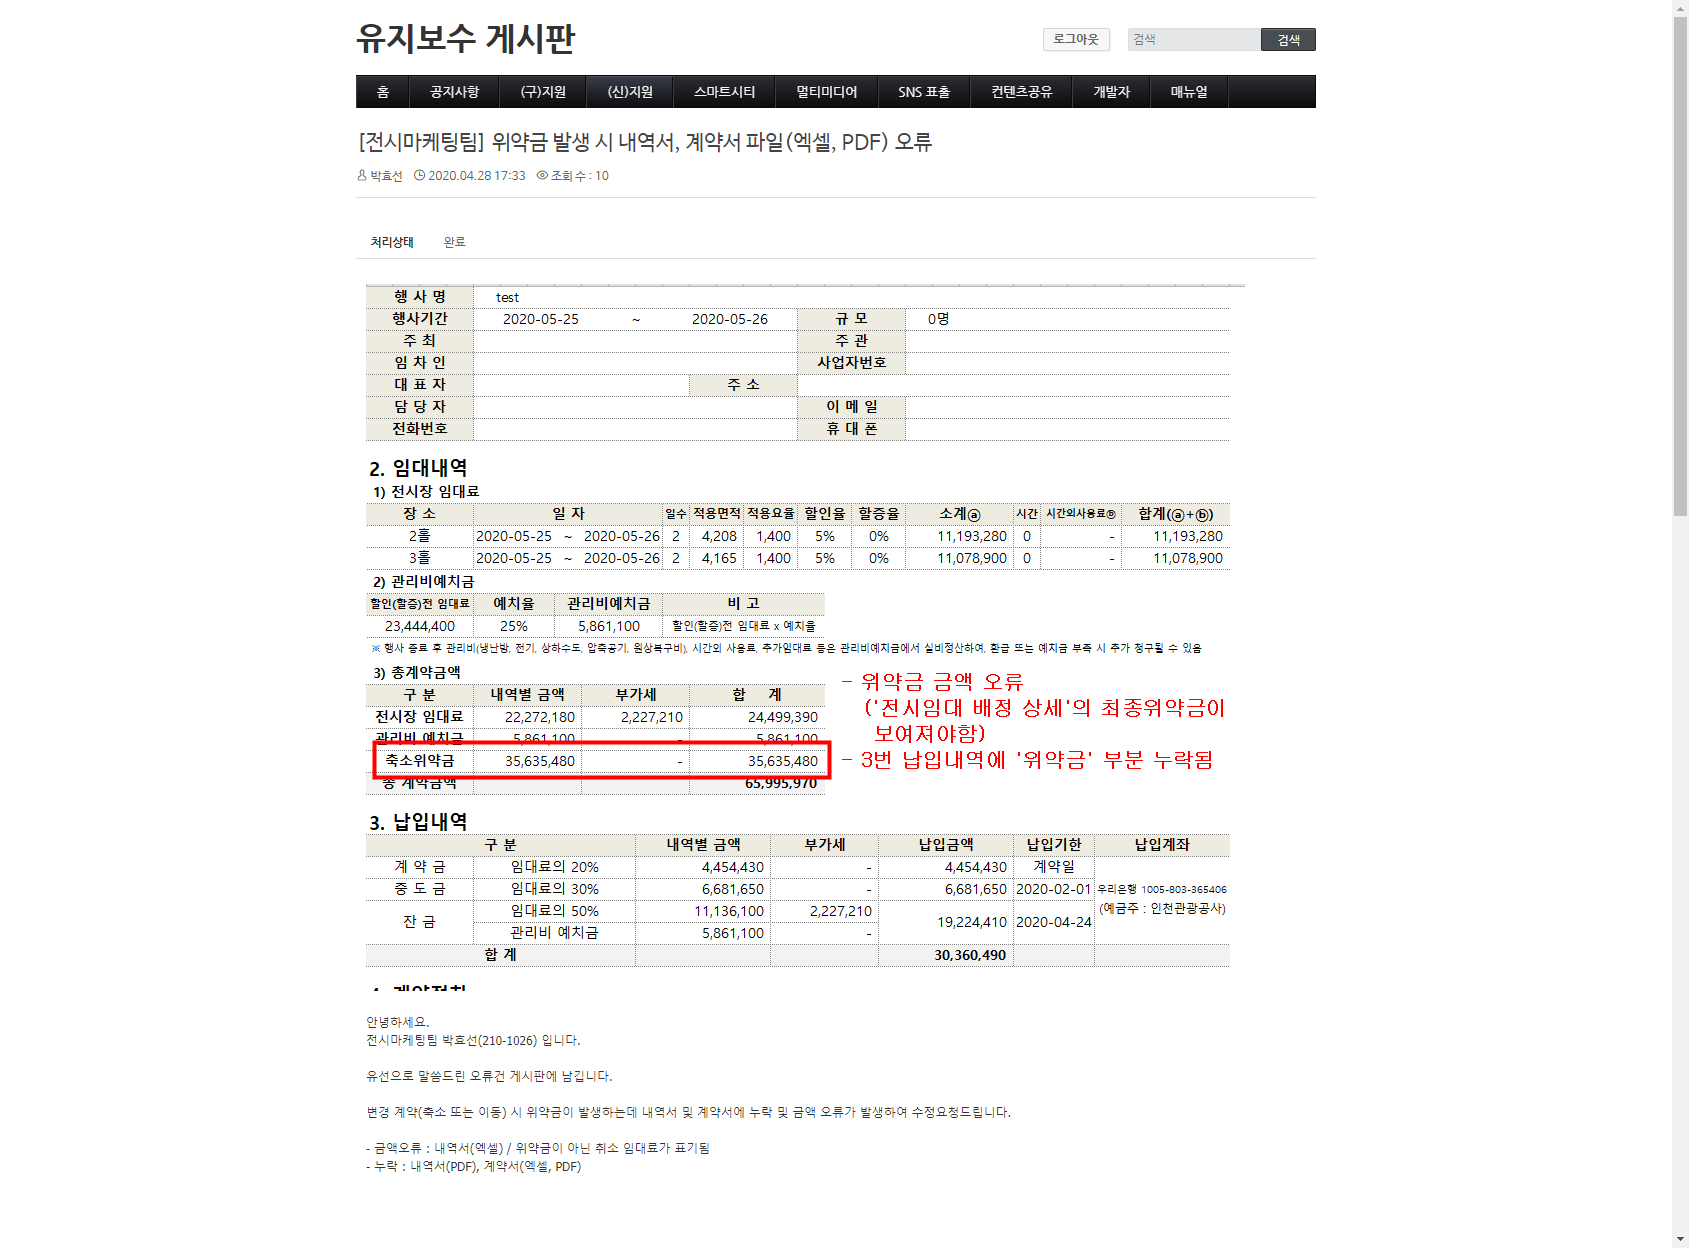 유지보수 게시판
로그아웃 검색 검색
홈 공지사항 (구)지원 (신)지원 스마트시티 멀티미디어 SNS 표출 컨텐츠공유 개발자 매뉴얼
[전시마케팅팀] 위약금 발생 시 내역서, 계약서 파일(엑셀, PDF) 오류
박효선 2020.04.28 17:33 조회 수 : 10
처리상태 완료
행 사 명 test
행사기간 2020-05-25 ~ 2020-05-26 규 모 0명
주 최 주 관
임 차 인 사업자번호
대 표 자 주 소
담 당 자 이 메 일
전화번호 휴 대 폰
2. 임대내역
1) 전시장 임대료
장 소 일 자 일수 적용면적 적용요율 할인율 할증율 소계ⓐ 시간 시간외사용료ⓑ 합계(ⓐ+ⓑ)
2홀 2020-05-25 ~ 2020-05-26 2 4,208 1,400 5% 0% 11,193,280 0 - 11,193,280
3홀 2020-05-25 ~ 2020-05-26 2 4,165 1,400 5% 0% 11,078,900 0 - 11,078,900
2) 관리비예치금
할인(할증)전 임대료 예치율 관리비예치금 비 고
23,444,400 25% 5,861,100 할인(할증)전 임대료 x 예치율
※ 행사 종료 후 관리비(냉난방, 전기, 상하수도, 압축공기, 원상복구비), 시간외 사용료, 추가임대료 등은 관리비예치금에서 실비정산하여, 환급 또는 예치금 부족 시 추가 청구될 수 있음
3) 총계약금액
구 분 내역별 금액 부가세 합 계
전시장 임대료 22,272,180 2,227,210 24,499,390
관리비 예치금 5,861,100 - 5,861,100
축소위약금 35,635,480 - 35,635,480
총 계약금액 65,995,970
- 위약금 금액 오류
('전시임대 배정 상세'의 최종위약금이
보여져야함)
- 3번 납입내역에 '위약금' 부분 누락됨
3. 납입내역
구 분 내역별 금액 부가세 납입금액 납입기한 납입계좌
계 약 금 임대료의 20% 4,454,430 - 4,454,430 계약일
중 도 금 임대료의 30% 6,681,650 - 6,681,650 2020-02-01 우리은행 1005-803-365406
(예금주 : 인천관광공사)
잔 금 임대료의 50% 11,136,100 2,227,210 19,224,410 2020-04-24
관리비 예치금 5,861,100 -
합 계 30,360,490
안녕하세요.
전시마케팅팀 박효선(210-1026) 입니다.
유선으로 말씀드린 오류건 게시판에 남깁니다.
변경 계약(축소 또는 이동) 시 위약금이 발생하는데 내역서 및 계약서에 누락 및 금액 오류가 발생하여 수정요청드립니다.
- 금액오류 : 내역서(엑셀) / 위약금이 아닌 취소 임대료가 표기됨
- 누락 : 내역서(PDF), 계약서(엑셀, PDF)